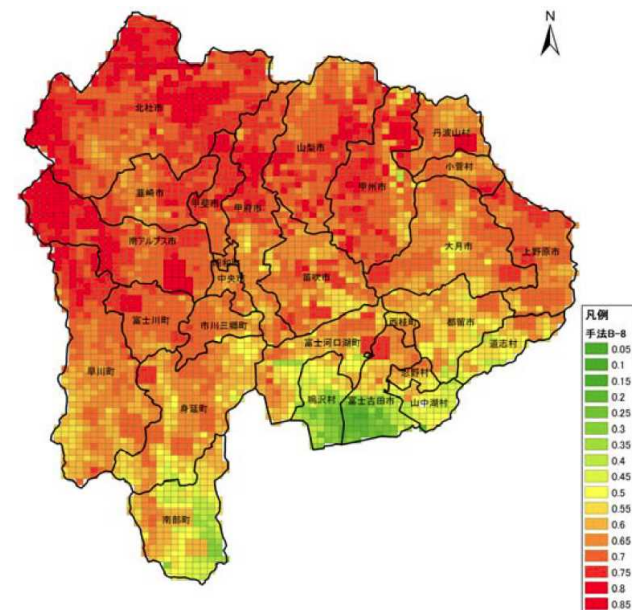 N
北杜市
丹波山村
山梨市
小菅村
韮崎市
甲斐市
甲府市
甲州市
南アルプス市
大月市
上野原市
中央市
笛吹市
富士川町
市川三郷町
西桂町
都留市
富士河口湖町
道志村
早川町
忍野村
鳴沢村
富士吉田市
山中湖村
身延町
南部町
凡例
手法B-8
0.05
0.1
0.15
0.2
0.25
0.3
0.35
0.4
0.45
0.5
0.55
0.6
0.65
0.7
0.75
0.8
0.85